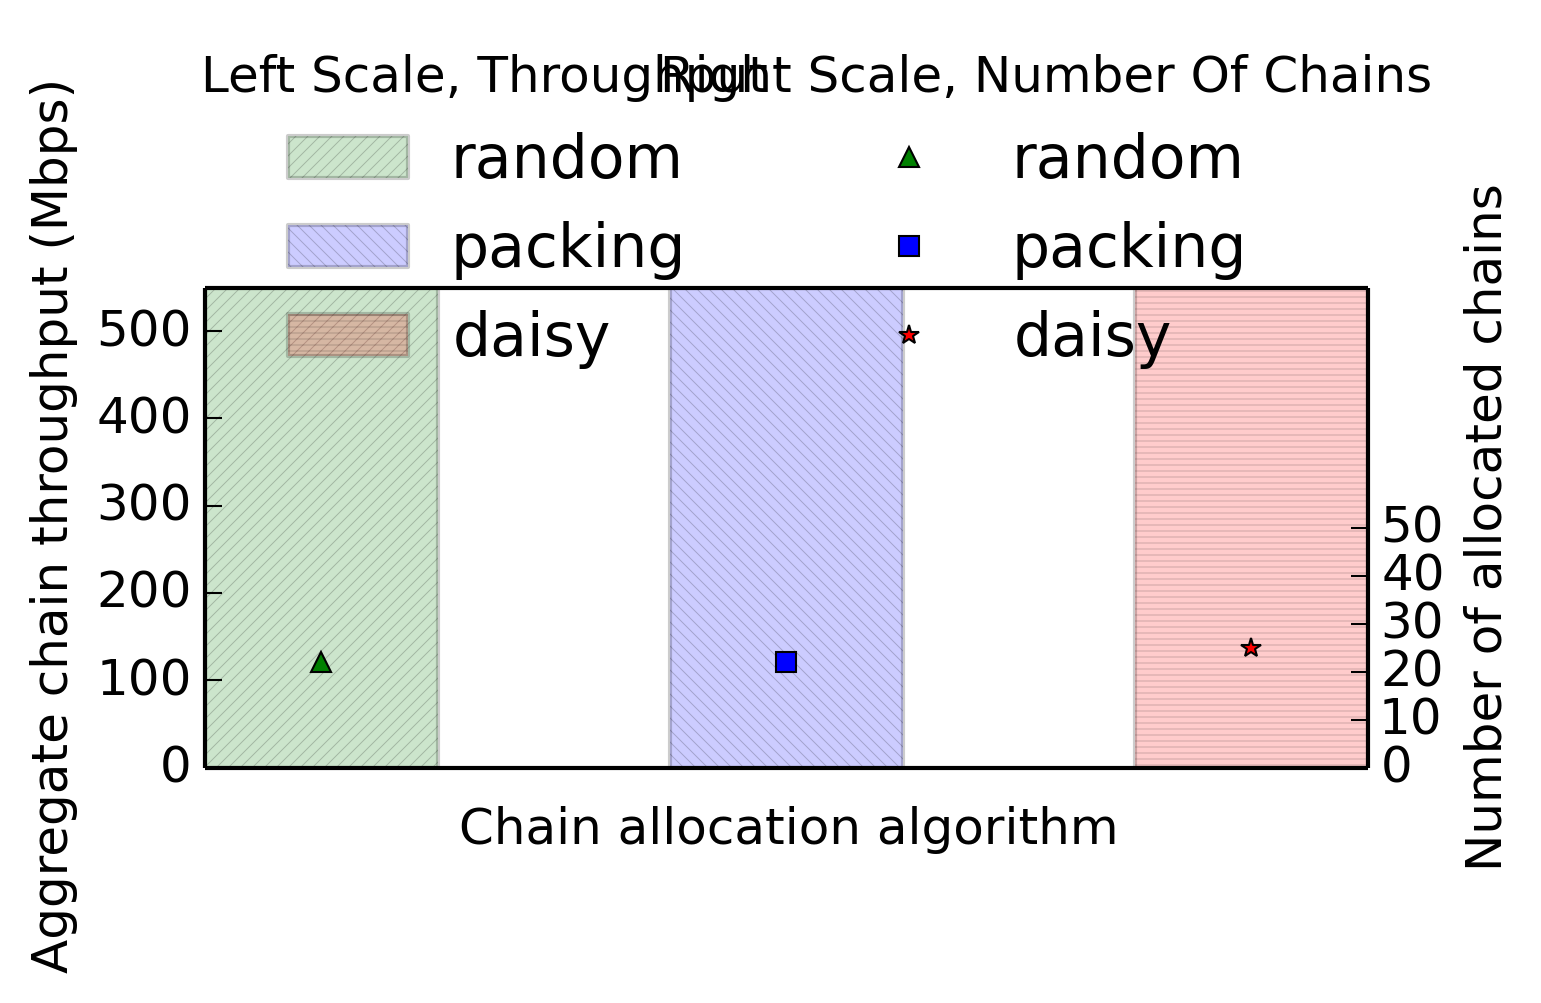 Left Scale, Throughput
Right Scale, Number Of Chains
random
packing
daisy
random
packing
daisy
Aggregate chain throughput (Mbps)
500
400
300
200
100
0
50
40
30
20
10
0
Number of allocated chains
Chain allocation algorithm